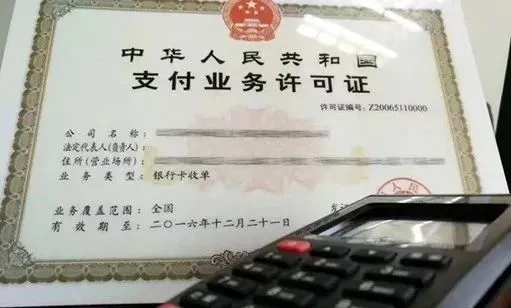 中华人民共和国
支付业务许可证
许可证编号: Z20065110000
公 司 名 称:
法定代表人(负责人):
住所(营业场所):
业 务 类 型: 银行卡收单
业务覆盖范围: 全国
有 效 期 至: 二〇一六年十二月二十一日